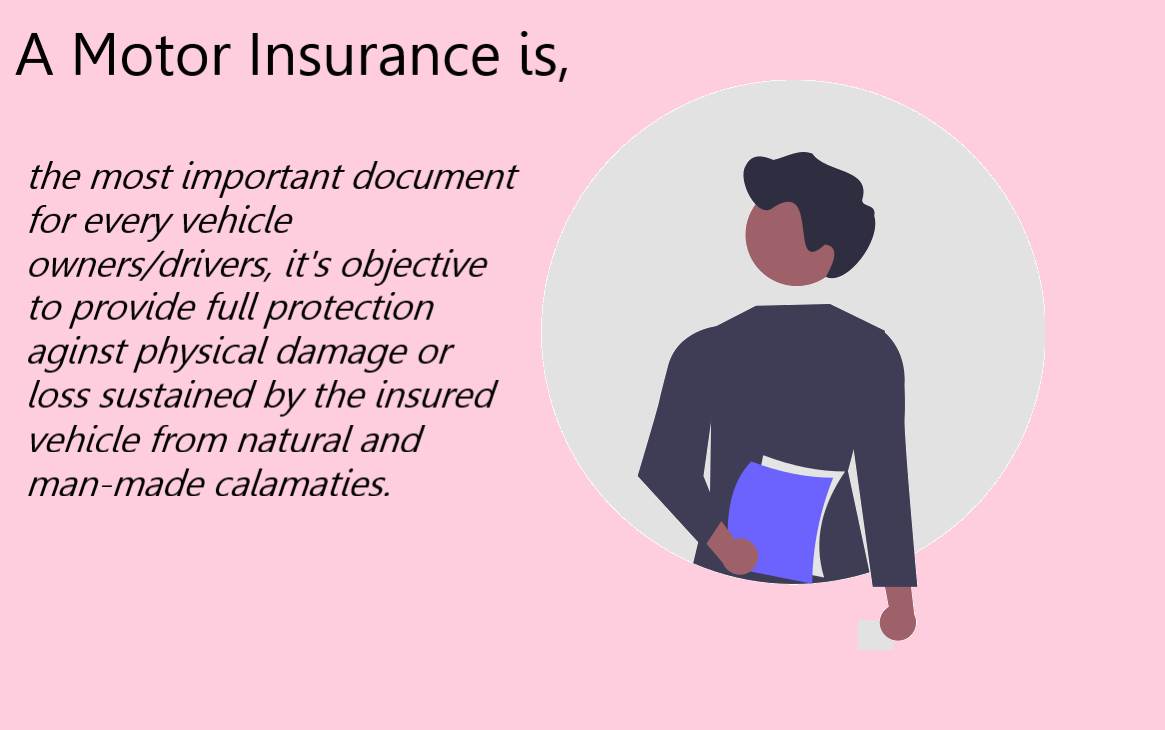 A Motor Insurance is,
the most important document
for every vehicle
owners/drivers, it's objective
to provide full protection
aginst physical damage or
loss sustained by the insured
vehicle from natural and
man-made calamaties.